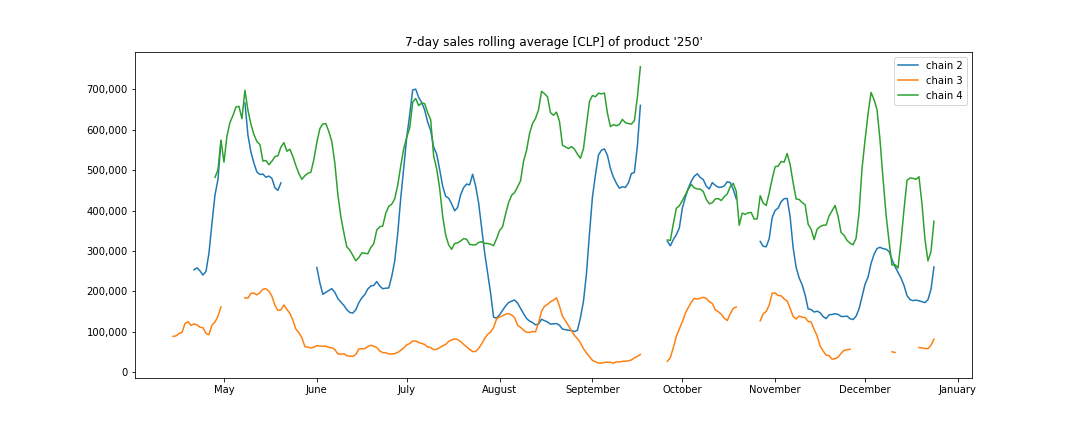 7-day sales rolling average [CLP] of product '250'
chain 2
chain 3
chain 4
700,000
600,000
500,000
400,000
300,000
200,000
100,000
0
May June July August September October November December January